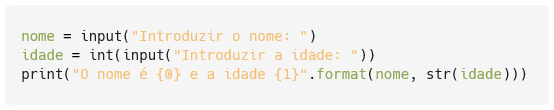 nome = input("Introduzir o nome: ")
idade = int(input("Introduzir a idade: "))
print("O nome é {0} e a idade {1}".format(nome, str(idade)))